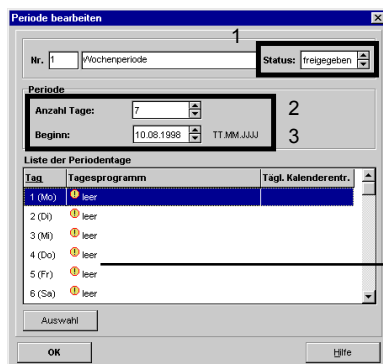 Periode bearbeiten
1
Nr. 1 Wochenperiode Status: freigegeben
Periode
Anzahl Tage: 7 2
Beginn: 10.08.1998 TT.MM.JJJJ 3
Liste der Periodentage
Tag Tagesprogramm Tägl. Kalenderentr.
1 (Mo) leer
2 (Di) leer
3 (Mi) leer
4 (Do) leer
5 (Fr) leer
6 (Sa) leer
Auswahl
OK Hilfe